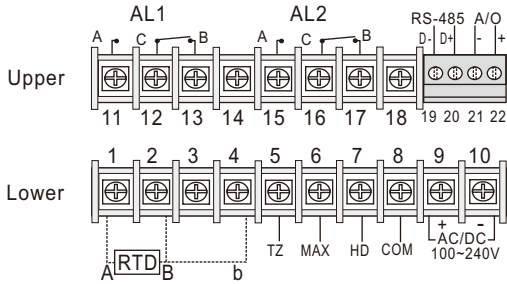 AL1 AL2 RS-485 A/O
A C B A C B D- D+ - +
Upper
11 12 13 14 15 16 17 18 19 20 21 22
1 2 3 4 5 6 7 8 9 10
Lower
+ -
TZ MAX HD COM AC/DC
100~240V
A RTD B b